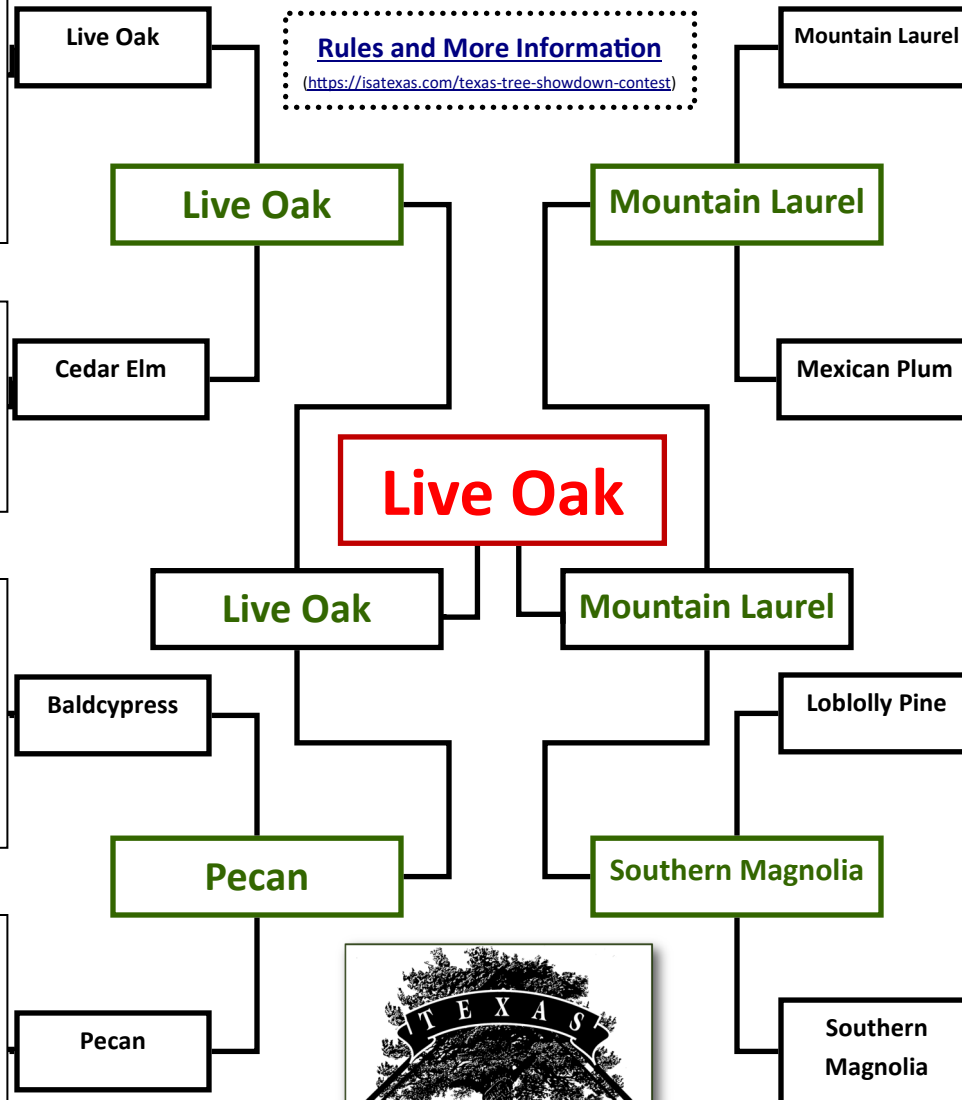 Live Oak
Rules and More Information
(https://isatexas.com/texas-tree-showdown-contest)
Mountain Laurel
Live Oak
Mountain Laurel
Cedar Elm
Mexican Plum
Live Oak
Live Oak
Mountain Laurel
Baldcypress
Loblolly Pine
Pecan
Southern Magnolia
TEXAS
Pecan
Southern
Magnolia